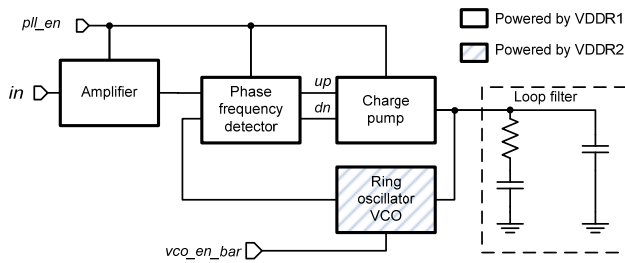 pll_en
Powered by VDDR1
Powered by VDDR2
in
Amplifier
Phase
frequency
detector
up
dn
Charge
pump
Loop filter
Ring
oscillator
VCO
vco_en_bar